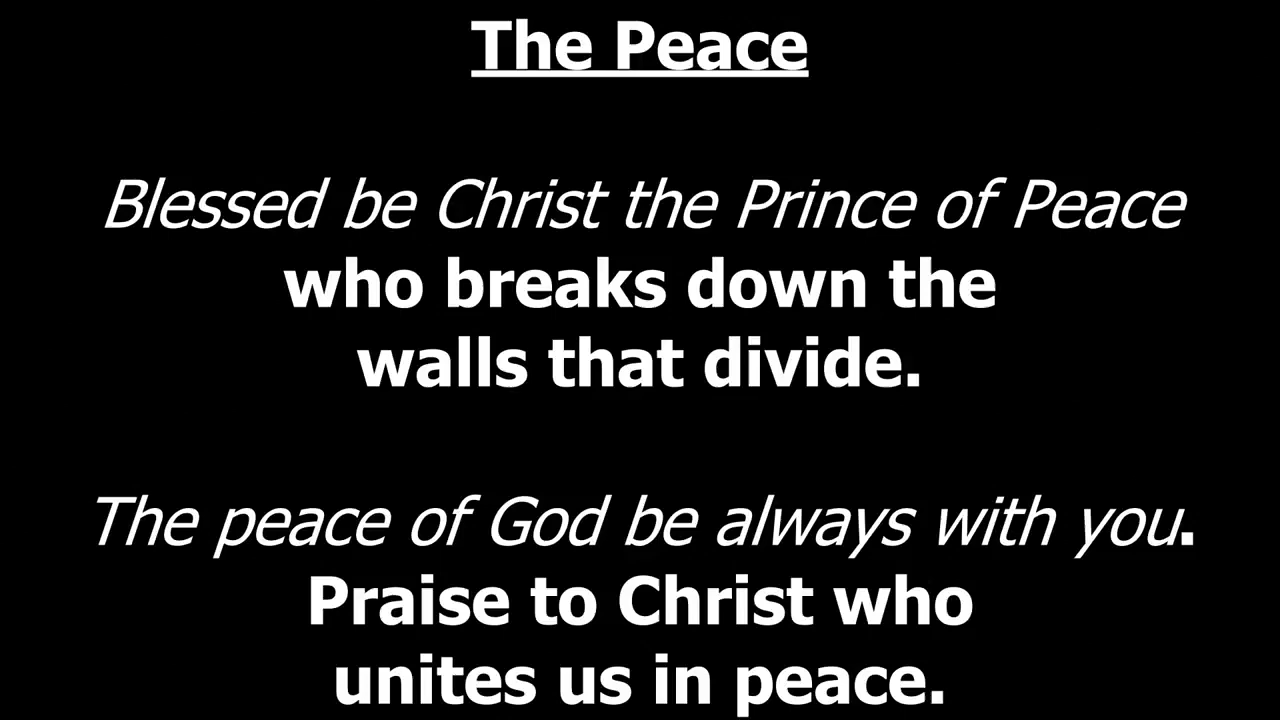 The Peace
Blessed be Christ the Prince of Peace
who breaks down the
walls that divide.
The peace of God be always with you.
Praise to Christ who
unites us in peace.